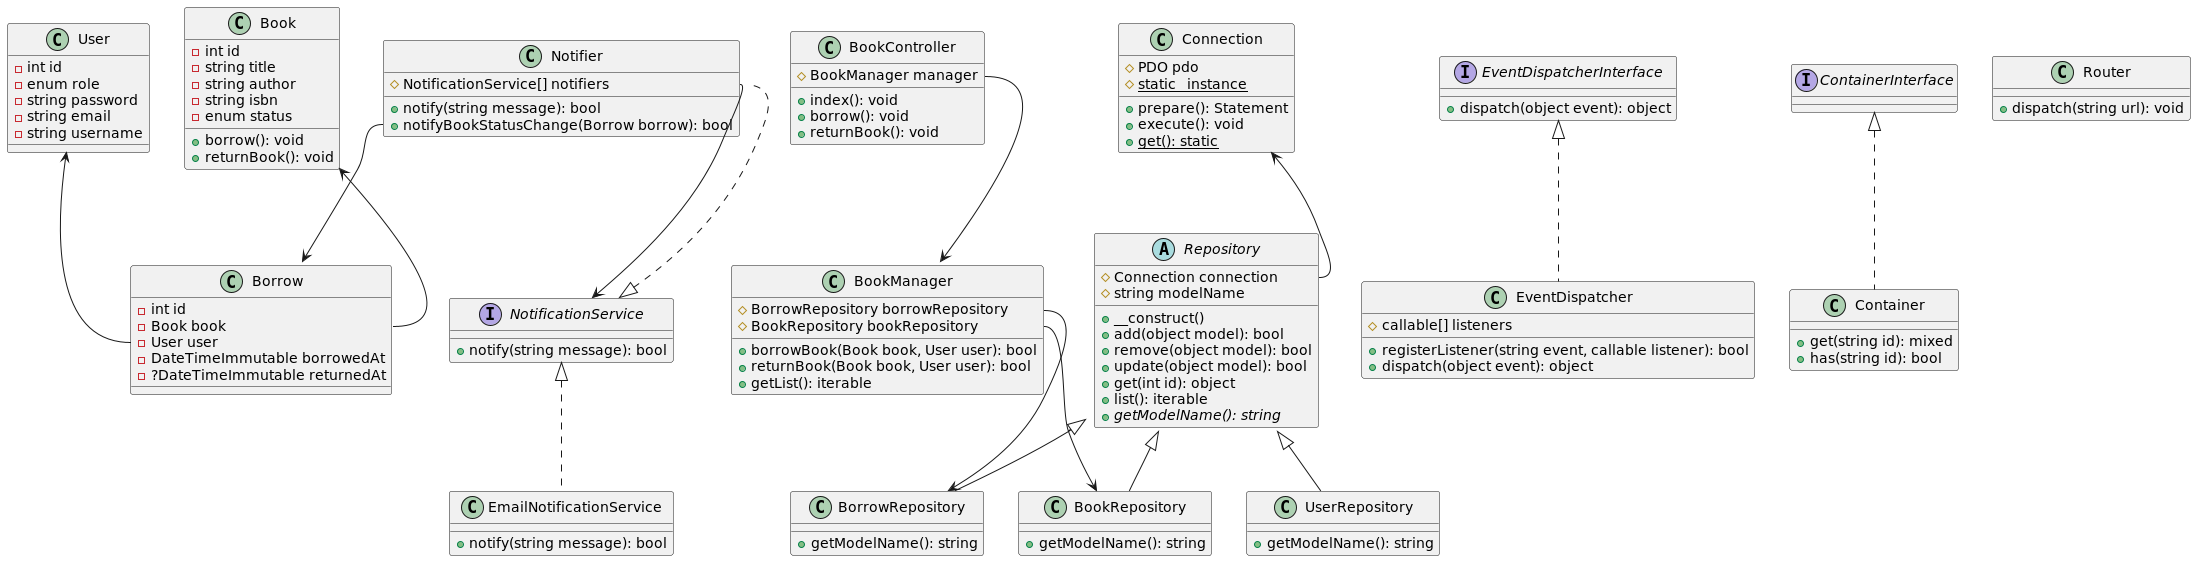 C User
int id
enum role
string password
string email
string username
C Book
int id
string title
string author
string isbn
enum status
borrow(): void
returnBook(): void
C Notifier
NotificationService[] notifiers
notify(string message): bool
notifyBookStatusChange(Borrow borrow): bool
C BookController
BookManager manager
index(): void
borrow(): void
returnBook(): void
C Connection
PDO pdo
static _instance
prepare(): Statement
execute(): void
get(): static
I EventDispatcherInterface
dispatch(object event): object
I ContainerInterface
C Router
dispatch(string url): void
C Borrow
int id
Book book
User user
DateTimeImmutable borrowedAt
?DateTimeImmutable returnedAt
I NotificationService
notify(string message): bool
C BookManager
BorrowRepository borrowRepository
BookRepository bookRepository
borrowBook(Book book, User user): bool
returnBook(Book book, User user): bool
getList(): iterable
A Repository
Connection connection
string modelName
__construct()
add(object model): bool
remove(object model): bool
update(object model): bool
get(int id): object
list(): iterable
getModelName(): string
C EventDispatcher
callable[] listeners
registerListener(string event, callable listener): bool
dispatch(object event): object
C Container
get(string id): mixed
has(string id): bool
C EmailNotificationService
notify(string message): bool
C BorrowRepository
getModelName(): string
C BookRepository
getModelName(): string
C UserRepository
getModelName(): string